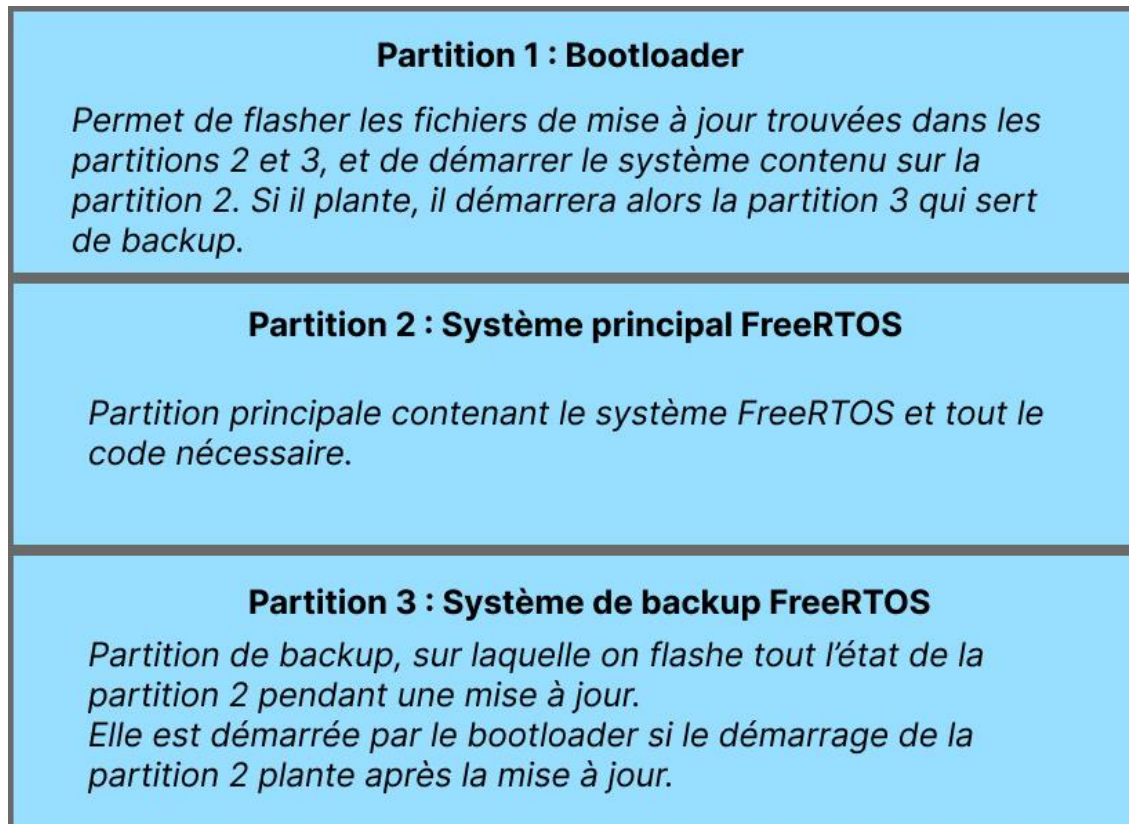 Partition 1 : Bootloader
Permet de flasher les fichiers de mise à jour trouvées dans les
partitions 2 et 3, et de démarrer le système contenu sur la
partition 2. Si il plante, il démarrera alors la partition 3 qui sert
de backup.
Partition 2 : Système principal FreeRTOS
Partition principale contenant le système FreeRTOS et tout le
code nécessaire.
Partition 3 : Système de backup FreeRTOS
Partition de backup, sur laquelle on flashe tout l’état de la
partition 2 pendant une mise à jour.
Elle est démarrée par le bootloader si le démarrage de la
partition 2 plante après la mise à jour.